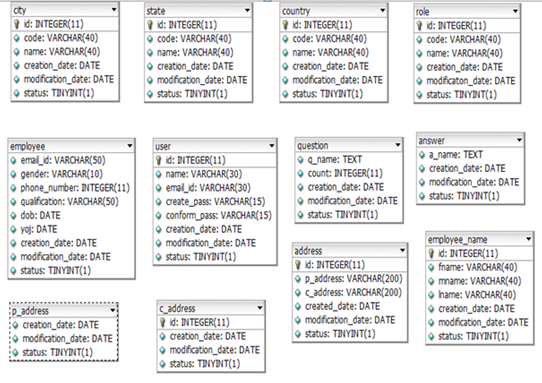 city
id: INTEGER(11)
code: VARCHAR(40)
name: VARCHAR(40)
creation_date: DATE
modification_date: DATE
status: TINYINT(1)
state
id: INTEGER(11)
code: VARCHAR(40)
name: VARCHAR(40)
creation_date: DATE
modification_date: DATE
status: TINYINT(1)
country
id: INTEGER(11)
code: VARCHAR(40)
name: VARCHAR(40)
creation_date: DATE
modification_date: DATE
status: TINYINT(1)
role
id: INTEGER(11)
code: VARCHAR(40)
name: VARCHAR(40)
creation_date: DATE
modificaton_date: DATE
status: TINYINT(1)
employee
email_id: VARCHAR(50)
gender: VARCHAR(10)
phone_number: INTEGER(11)
qualification: VARCHAR(50)
dob: DATE
yoj: DATE
creation_date: DATE
modification_date: DATE
status: TINYINT(1)
user
id: INTEGER(11)
name: VARCHAR(30)
email_id: VARCHAR(30)
create_pass: VARCHAR(15)
conform_pass: VARCHAR(15)
creation_date: DATE
modification_date: DATE
status: TINYINT(1)
question
q_name: TEXT
count: INTEGER(11)
creation_date: DATE
modification_date: DATE
status: TINYINT(1)
answer
a_name: TEXT
creation_date: DATE
modification_date: DATE
status: TINYINT(1)
address
id: INTEGER(11)
p_address: VARCHAR(200)
c_address: VARCHAR(200)
created_date: DATE
modification_date: DATE
status: TINYINT(1)
employee_name
id: INTEGER(11)
fname: VARCHAR(40)
mname: VARCHAR(40)
lname: VARCHAR(40)
creation_date: DATE
modification_date: DATE
status: TINYINT(1)
p_address
creation_date: DATE
modification_date: DATE
status: TINYINT(1)
c_address
id: INTEGER(11)
creation_date: DATE
modification_date: DATE
status: TINYINT(1)